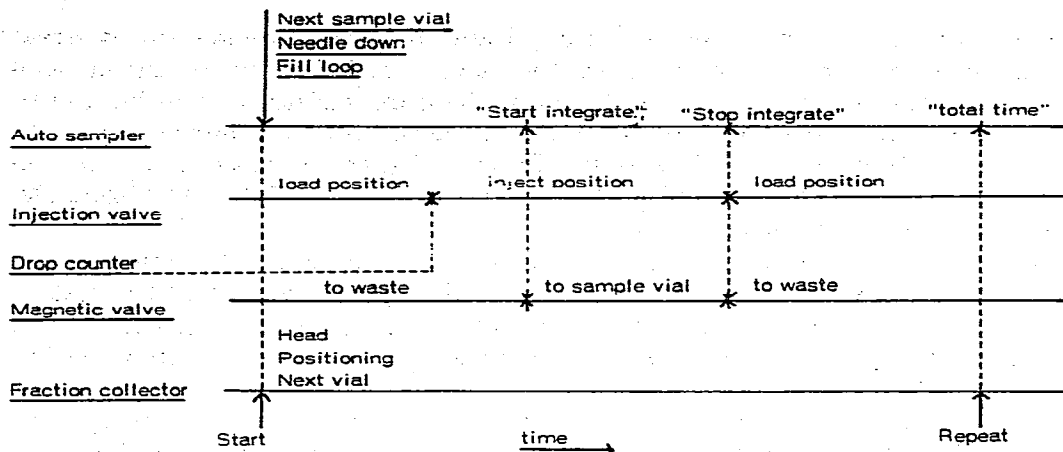 Next sample vial
Needle down
Fill loop
"Start integrate", "Stop integrate" "total time"
Auto sampler
load position inject position load position
Injection valve
Drop counter
to waste to sample vial to waste
Magnetic valve
Head
Positioning
Next vial
Fraction collector
Start time Repeat